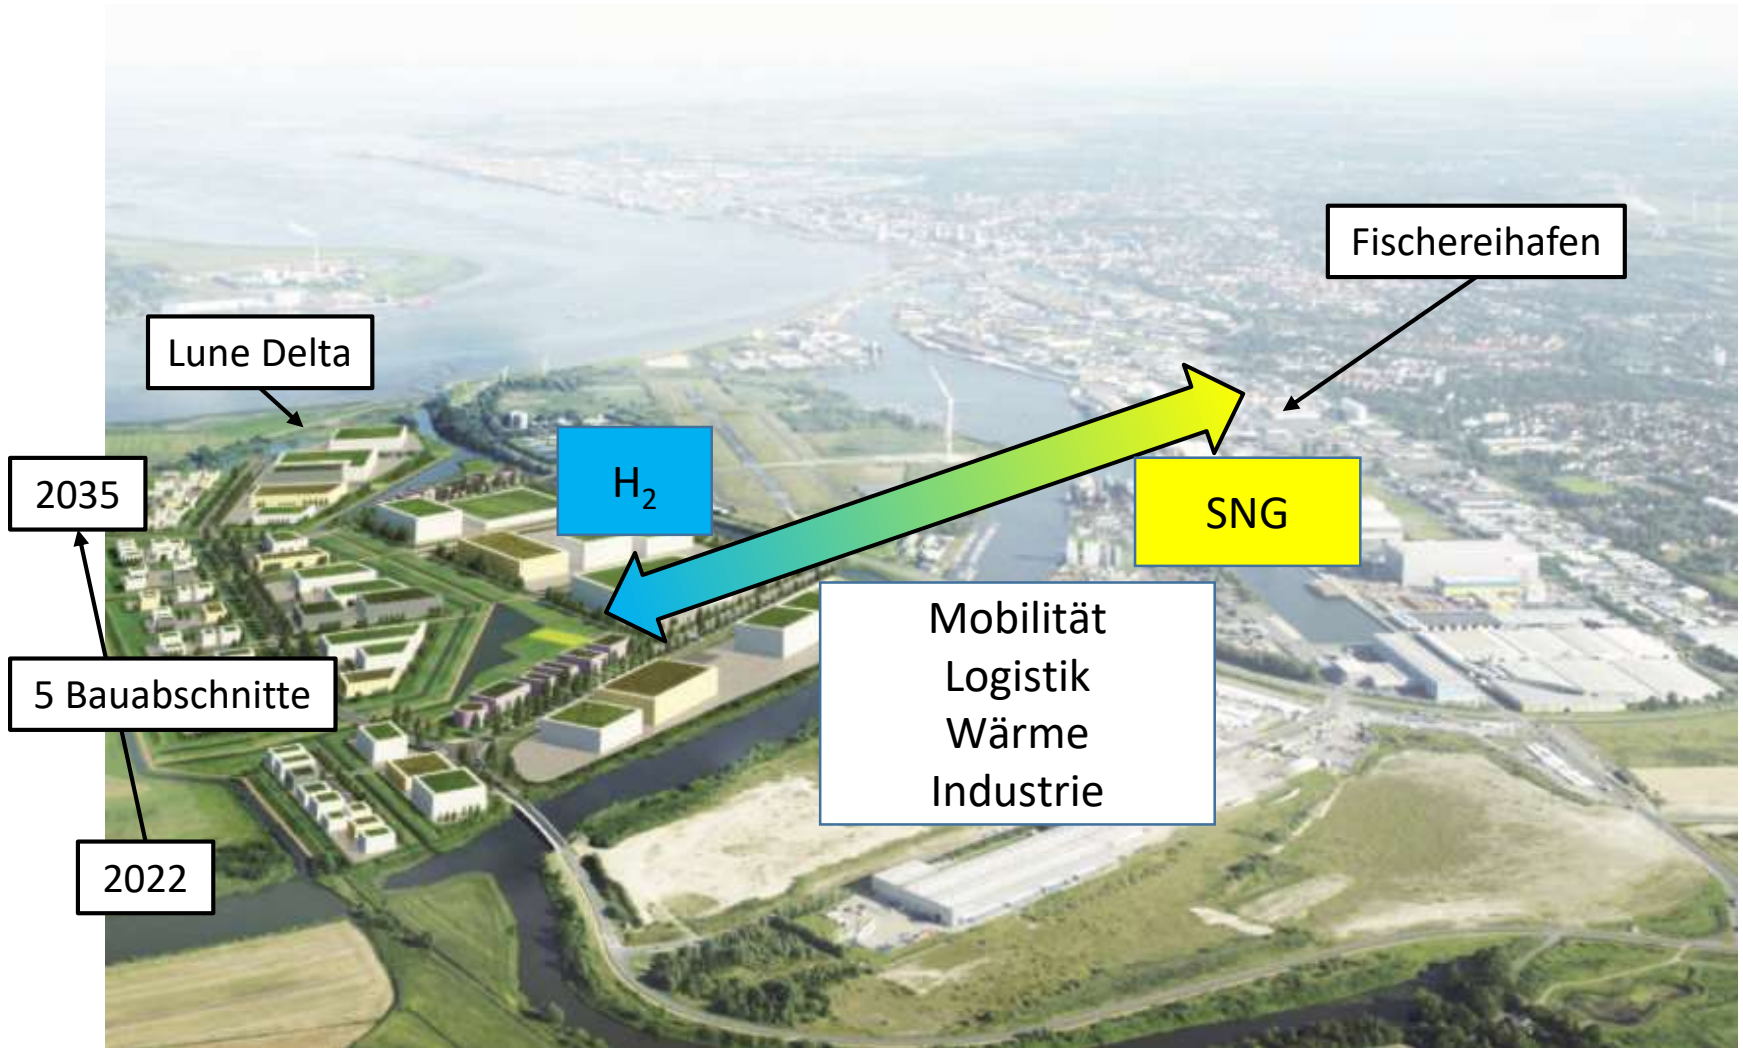 Fischereihafen
Lune Delta
H₂
2035
SNG
Mobilität
Logistik
Wärme
Industrie
5 Bauabschnitte
2022